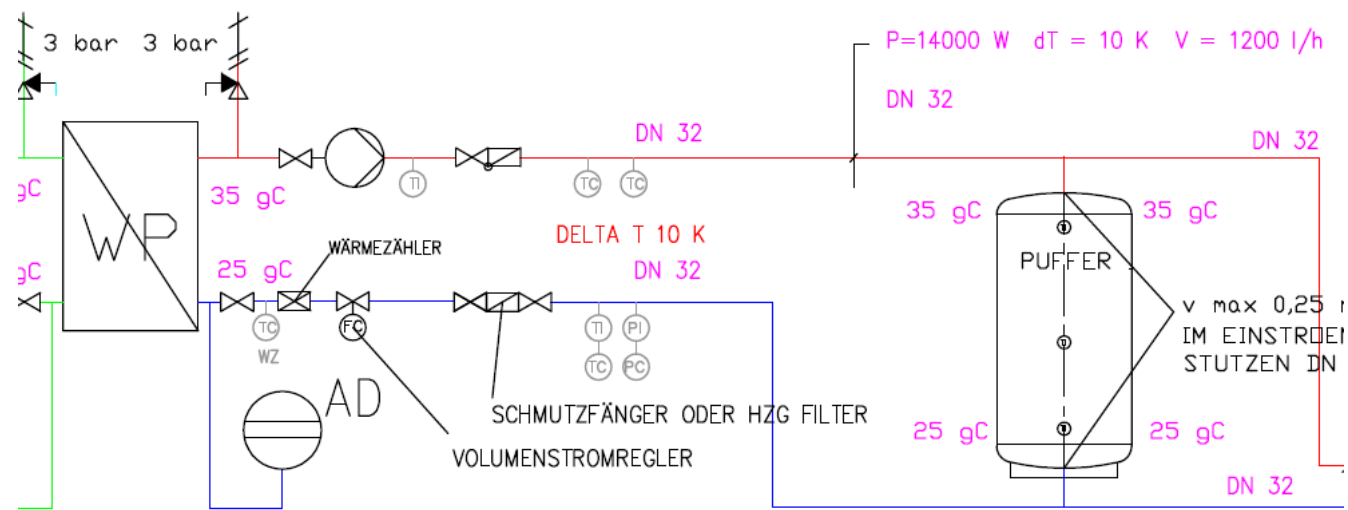 3 bar 3 bar
P=14000 W dT = 10 K V = 1200 l/h
DN 32
DN 32
DN 32
TI
TC
TC
gC
35 gC
WP
35 gC
35 gC
DELTA T 10 K
WÄRMEZÄHLER
PUFFER
gC
25 gC
DN 32
v max 0,25
TC
FC
TI
PI
IM EINSTROE
WZ
TC
PC
STUTZEN DN
AD
SCHMUTZFÄNGER ODER HZG FILTER
25 gC
25 gC
VOLUMENSTROMREGLER
DN 32